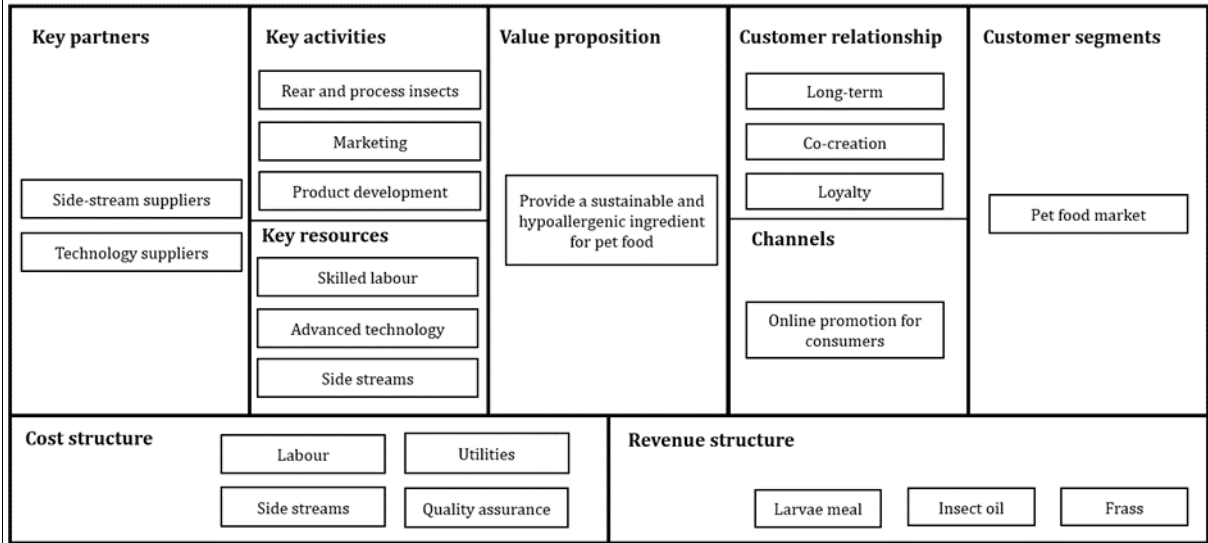 Key partners
Side-stream suppliers
Technology suppliers
Key activities
Rear and process insects
Marketing
Product development
Key resources
Skilled labour
Advanced technology
Side streams
Value proposition
Provide a sustainable and
hypoallergenic ingredient
for pet food
Customer relationship
Long-term
Co-creation
Loyalty
Channels
Online promotion for
consumers
Customer segments
Pet food market
Cost structure
Labour
Utilities
Side streams
Quality assurance
Revenue structure
Larvae meal
Insect oil
Frass